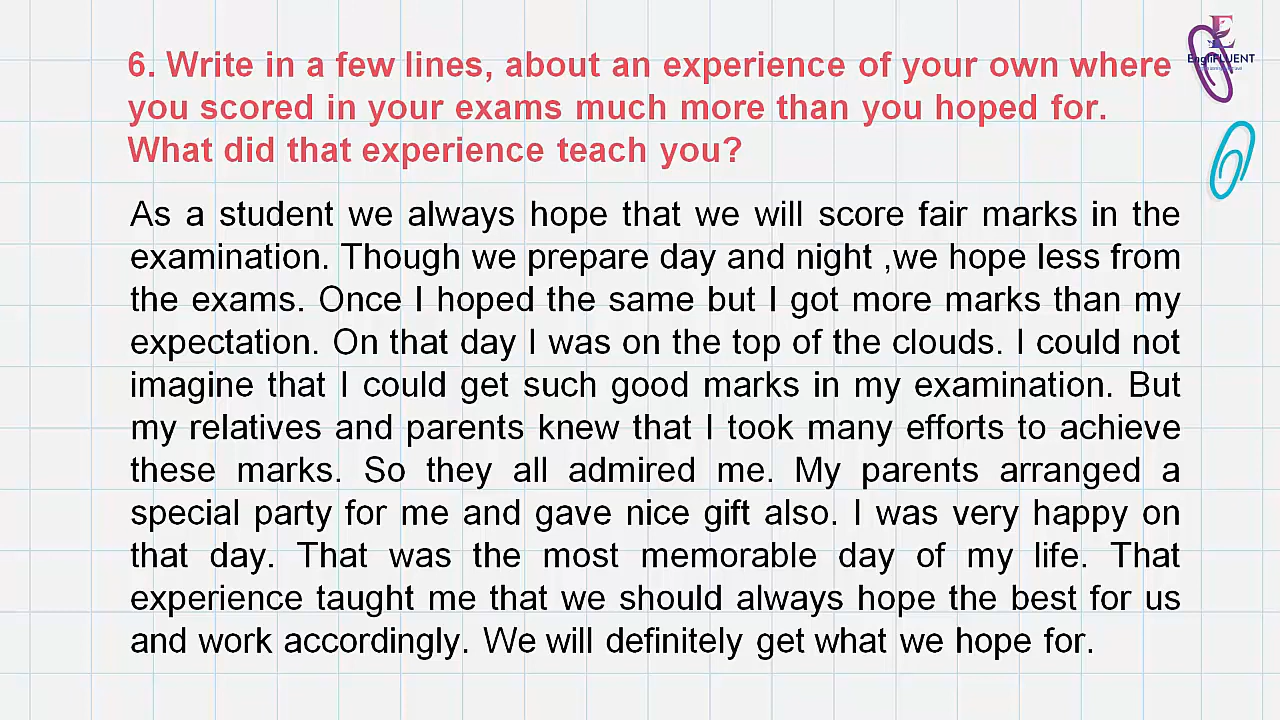 6. Write in a few lines, about an experience of your own where
you scored in your exams much more than you hoped for.
What did that experience teach you?
E
EngliFLUENT
As a student we always hope that we will score fair marks in the
examination. Though we prepare day and night ,we hope less from
the exams. Once I hoped the same but I got more marks than my
expectation. On that day I was on the top of the clouds. I could not
imagine that I could get such good marks in my examination. But
my relatives and parents knew that I took many efforts to achieve
these marks. So they all admired me. My parents arranged a
special party for me and gave nice gift also. I was very happy on
that day. That was the most memorable day of my life. That
experience taught me that we should always hope the best for us
and work accordingly. We will definitely get what we hope for.